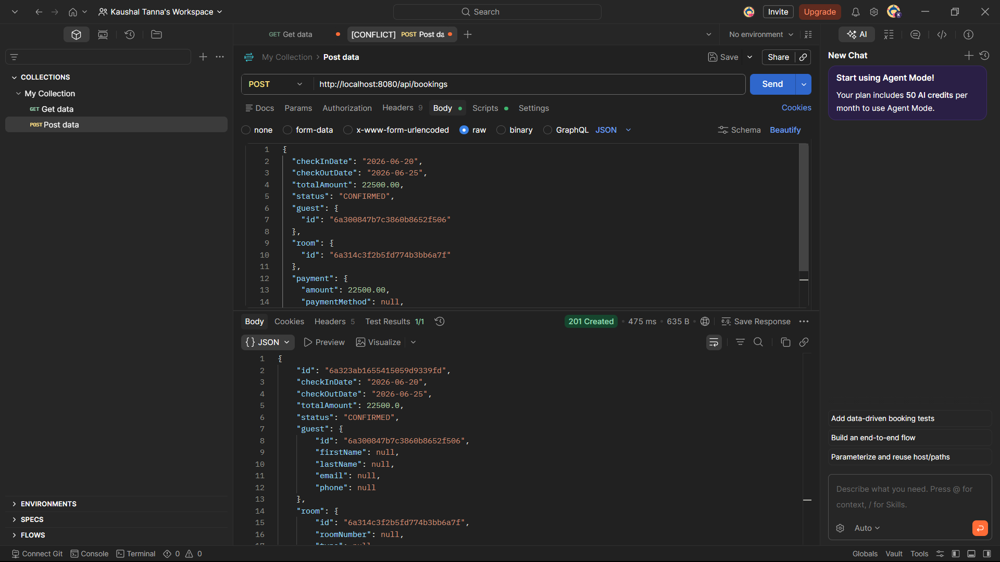 Kaushal Tanna's Workspace
Search
Invite
Upgrade
K
GET Get data
[CONFLICT] POST Post da
No environment
AI
COLLECTIONS
My Collection
GET Get data
POST Post data
HTTP My Collection > Post data
Save
Share
POST
http://localhost:8080/api/bookings
Send
Docs Params Authorization Headers 9 Body Scripts Settings
Cookies
none form-data x-www-form-urlencoded raw binary GraphQL JSON
Schema Beautify
1 {
2 "checkInDate": "2026-06-20",
3 "checkOutDate": "2026-06-25",
4 "totalAmount": 22500.00,
5 "status": "CONFIRMED",
6 "guest": {
7 "id": "6a300847b7c3860b8652f506"
8 },
9 "room": {
10 "id": "6a314c3f2b5fd774b3bb6a7f"
11 },
12 "payment": {
13 "amount": 22500.00,
14 "paymentMethod": null,
Body Cookies Headers 5 Test Results 1/1
201 Created • 475 ms • 635 B
e.g. Save Response
{} JSON Preview Visualize
1 {
2 "id": "6a323ab1655415059d9339fd",
3 "checkInDate": "2026-06-20",
4 "checkOutDate": "2026-06-25",
5 "totalAmount": 22500.0,
6 "status": "CONFIRMED",
7 "guest": {
8 "id": "6a300847b7c3860b8652f506",
9 "firstName": null,
10 "lastName": null,
11 "email": null,
12 "phone": null
13 },
14 "room": {
15 "id": "6a314c3f2b5fd774b3bb6a7f",
16 "roomNumber": null,
New Chat
Start using Agent Mode!
Your plan includes 50 AI credits per
month to use Agent Mode.
Add data-driven booking tests
Build an end-to-end flow
Parameterize and reuse host/paths
Describe what you need. Press @ for
context, / for Skills.
Auto
ENVIRONMENTS
SPECS
FLOWS
Connect Git Console Terminal 0 0
Globals Vault Tools